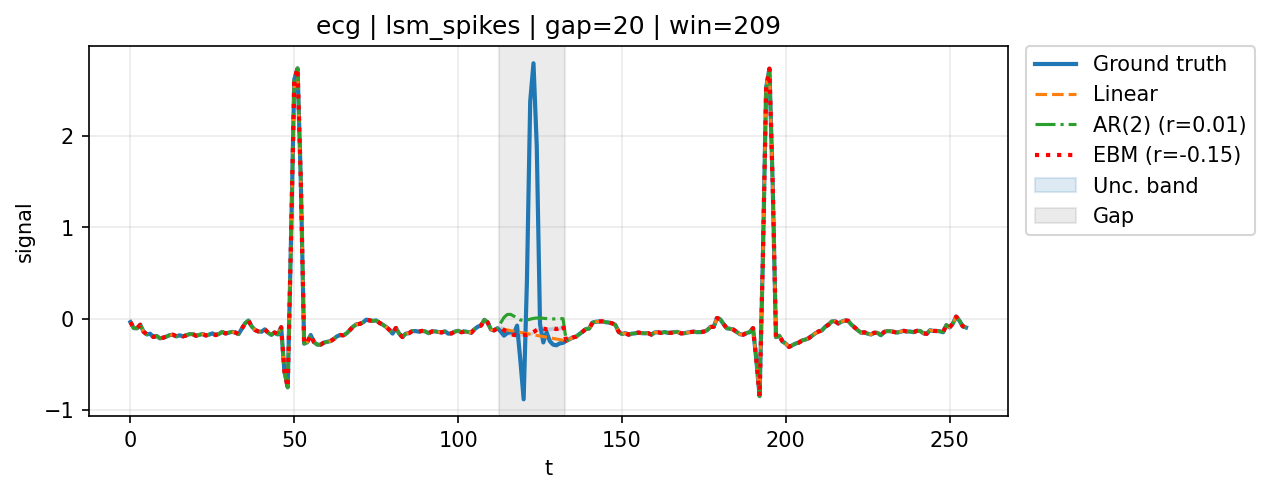 ecg | lsm_spikes | gap=20 | win=209
Ground truth
Linear
AR(2) (r=0.01)
EBM (r=-0.15)
Unc. band
Gap
signal
2
1
0
−1
0
50
100
150
200
250
t